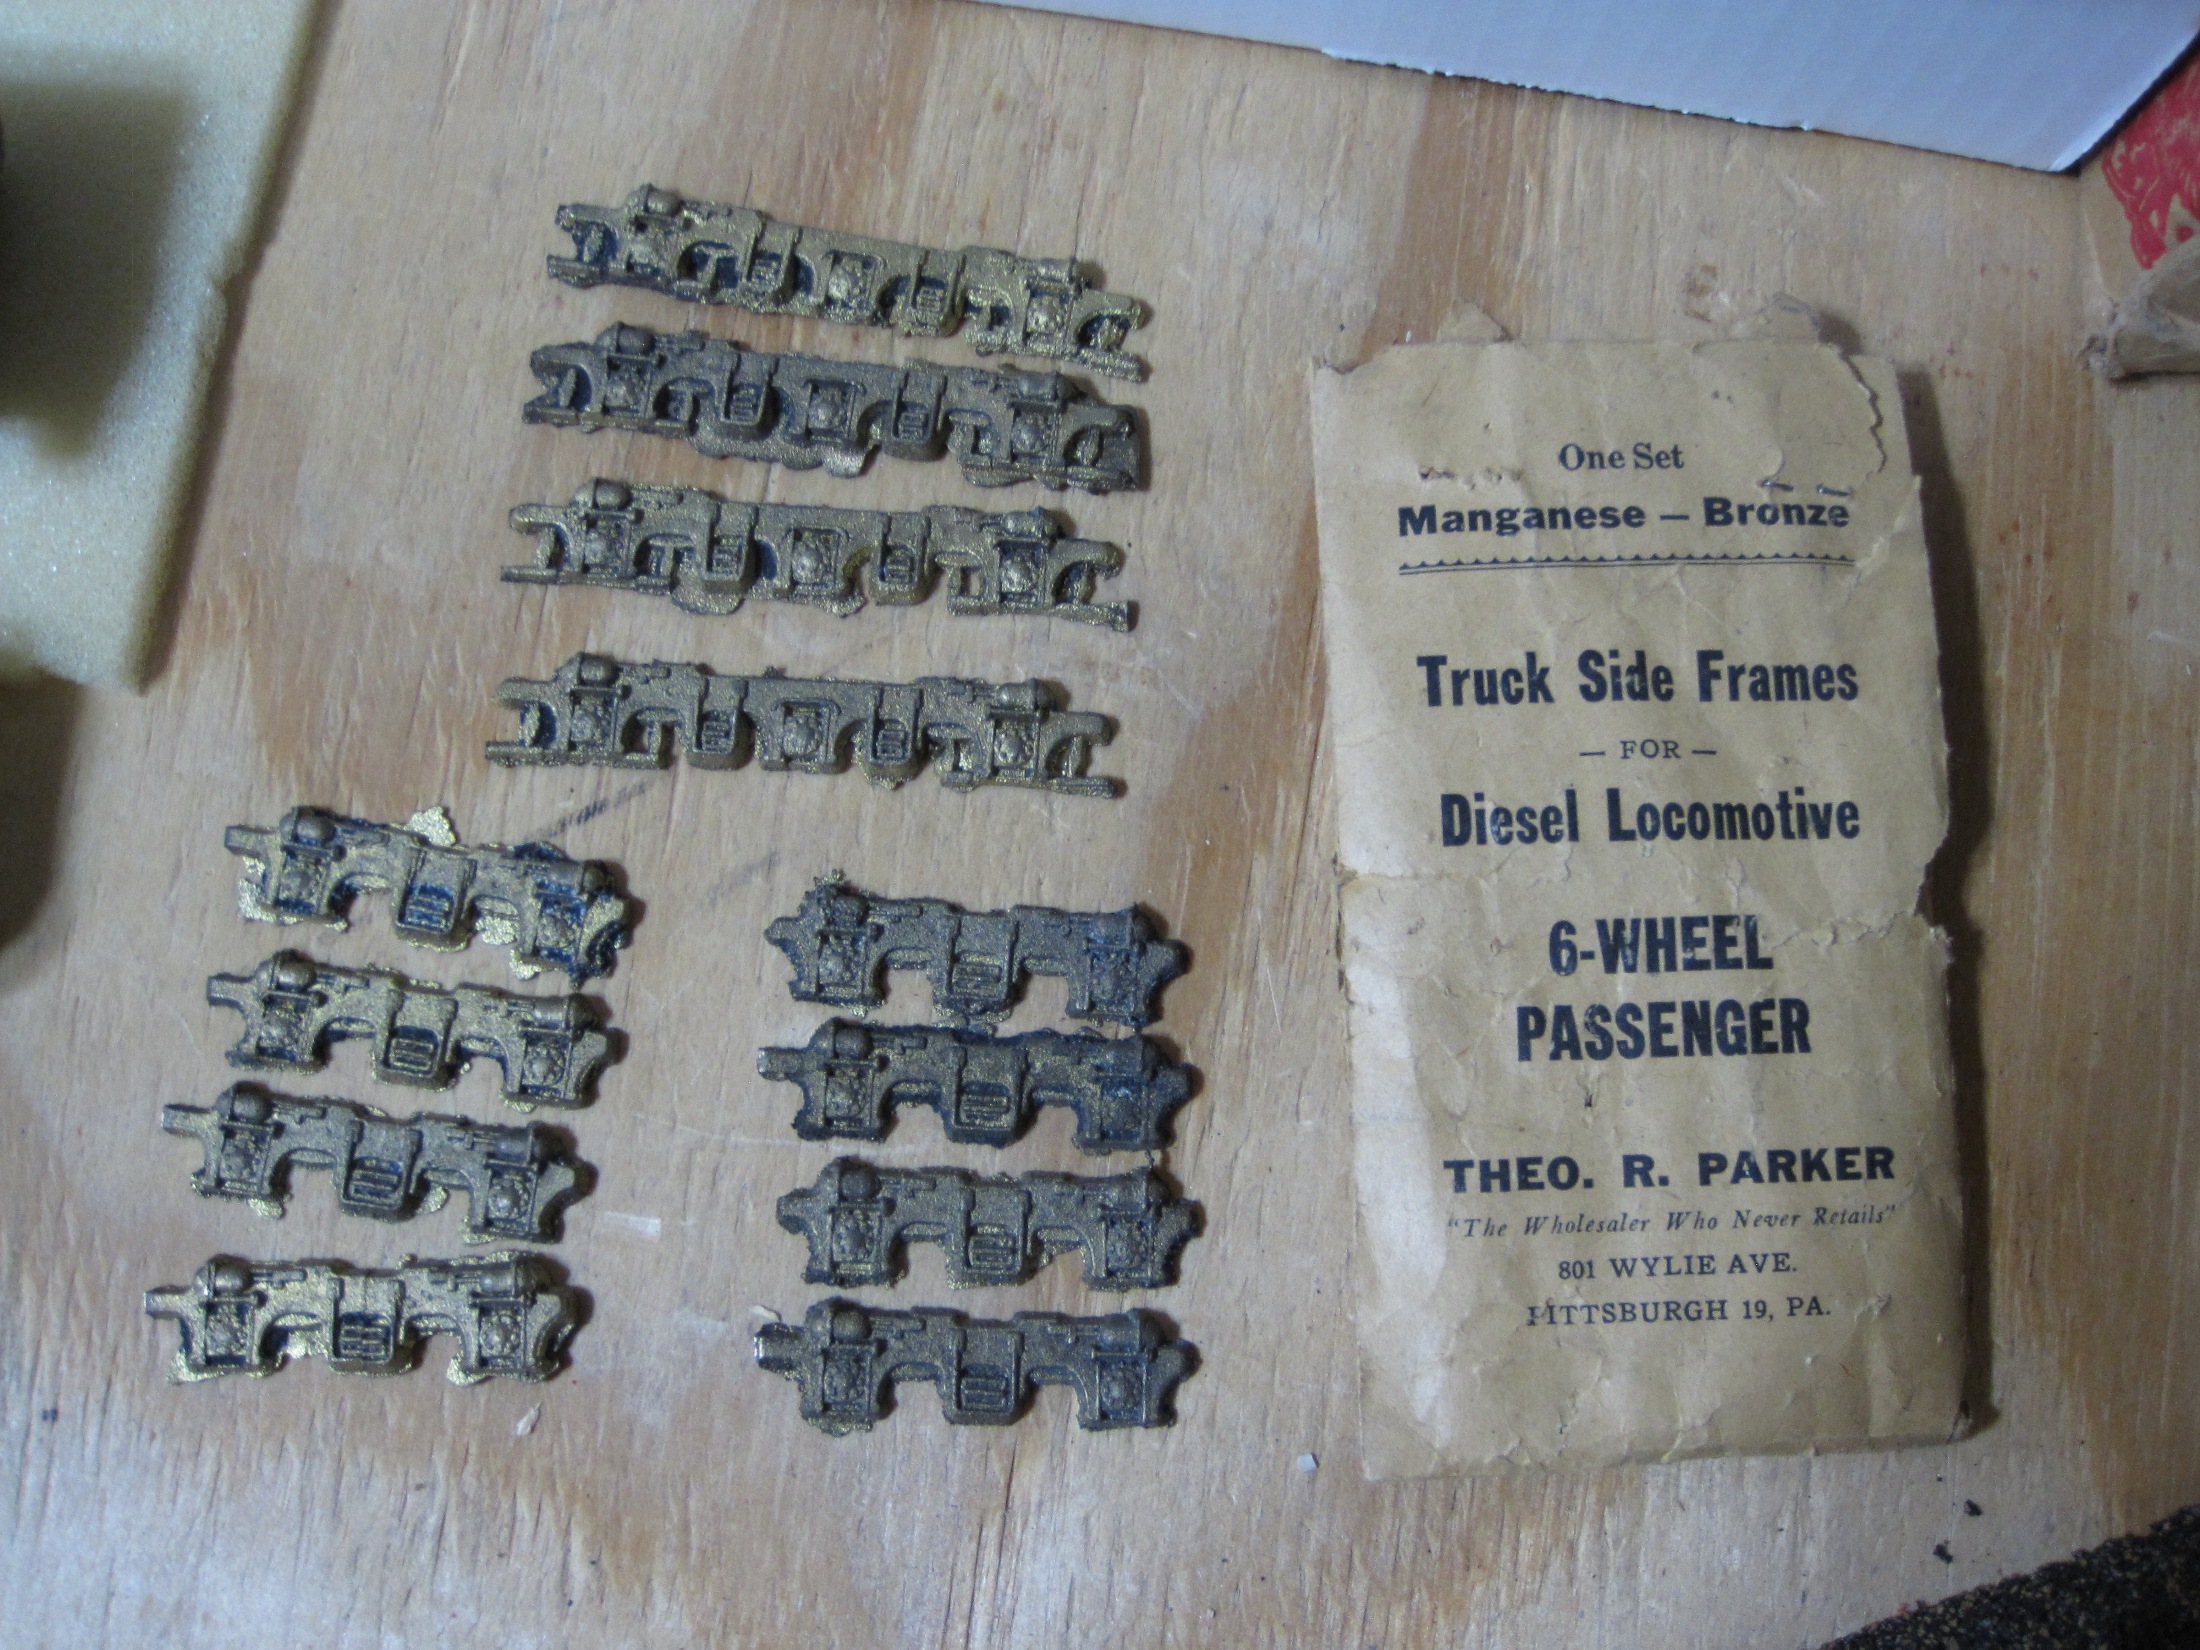 One Set
Manganese – Bronze
Truck Side Frames
— FOR —
Diesel Locomotive
6-WHEEL
PASSENGER
THEO. R. PARKER
"The Wholesaler Who Never Retails"
801 WYLIE AVE.
PITTSBURGH 19, PA.